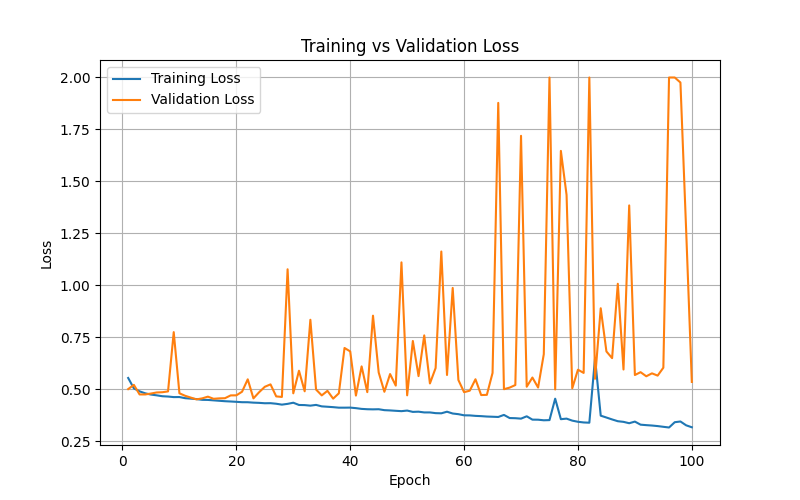 Training vs Validation Loss
Training Loss
Validation Loss
2.00
1.75
1.50
1.25
1.00
0.75
0.50
0.25
Loss
0 20 40 60 80 100
Epoch